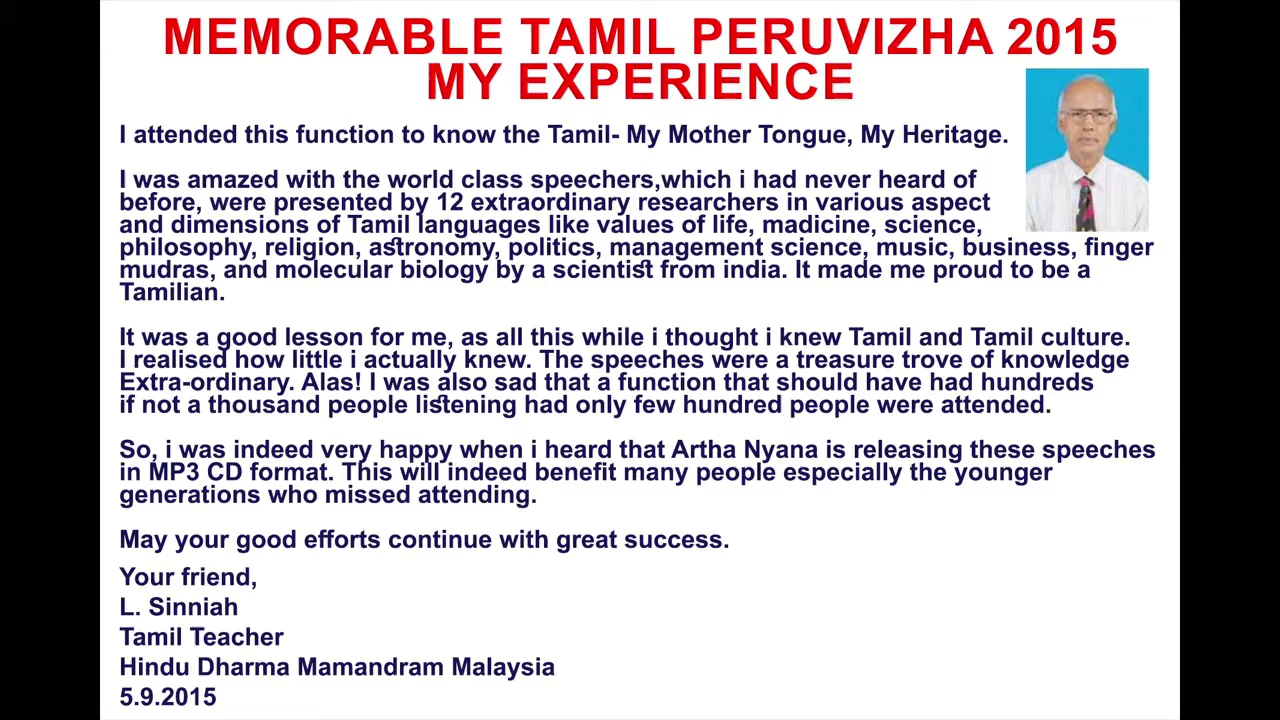 MEMORABLE TAMIL PERUVIZHA 2015
MY EXPERIENCE
I attended this function to know the Tamil- My Mother Tongue, My Heritage.
I was amazed with the world class speechers,which i had never heard of
before, were presented by 12 extraordinary researchers in various aspect
and dimensions of Tamil languages like values of life, madicine, science,
philosophy, religion, astronomy, politics, management science, music, business, finger
mudras, and molecular biology by a scientist from india. It made me proud to be a
Tamilian.
It was a good lesson for me, as all this while i thought i knew Tamil and Tamil culture.
I realised how little i actually knew. The speeches were a treasure trove of knowledge
Extra-ordinary. Alas! I was also sad that a function that should have had hundreds
if not a thousand people listening had only few hundred people were attended.
So, i was indeed very happy when i heard that Artha Nyana is releasing these speeches
in MP3 CD format. This will indeed benefit many people especially the younger
generations who missed attending.
May your good efforts continue with great success.
Your friend,
L. Sinniah
Tamil Teacher
Hindu Dharma Mamandram Malaysia
5.9.2015